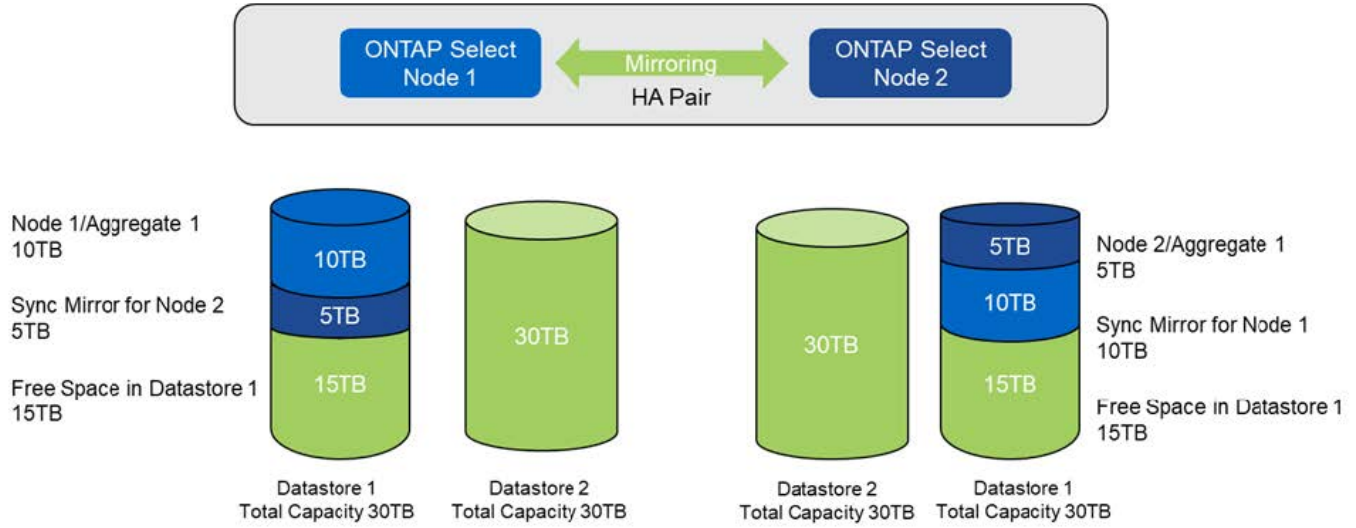 ONTAP Select
Node 1
Mirroring
HA Pair
ONTAP Select
Node 2
Node 1/Aggregate 1
10TB
Sync Mirror for Node 2
5TB
Free Space in Datastore 1
15TB
10TB
5TB
15TB
Datastore 1
Total Capacity 30TB
30TB
Datastore 2
Total Capacity 30TB
30TB
Datastore 2
Total Capacity 30TB
5TB
10TB
15TB
Datastore 1
Total Capacity 30TB
Node 2/Aggregate 1
5TB
Sync Mirror for Node 1
10TB
Free Space in Datastore 1
15TB